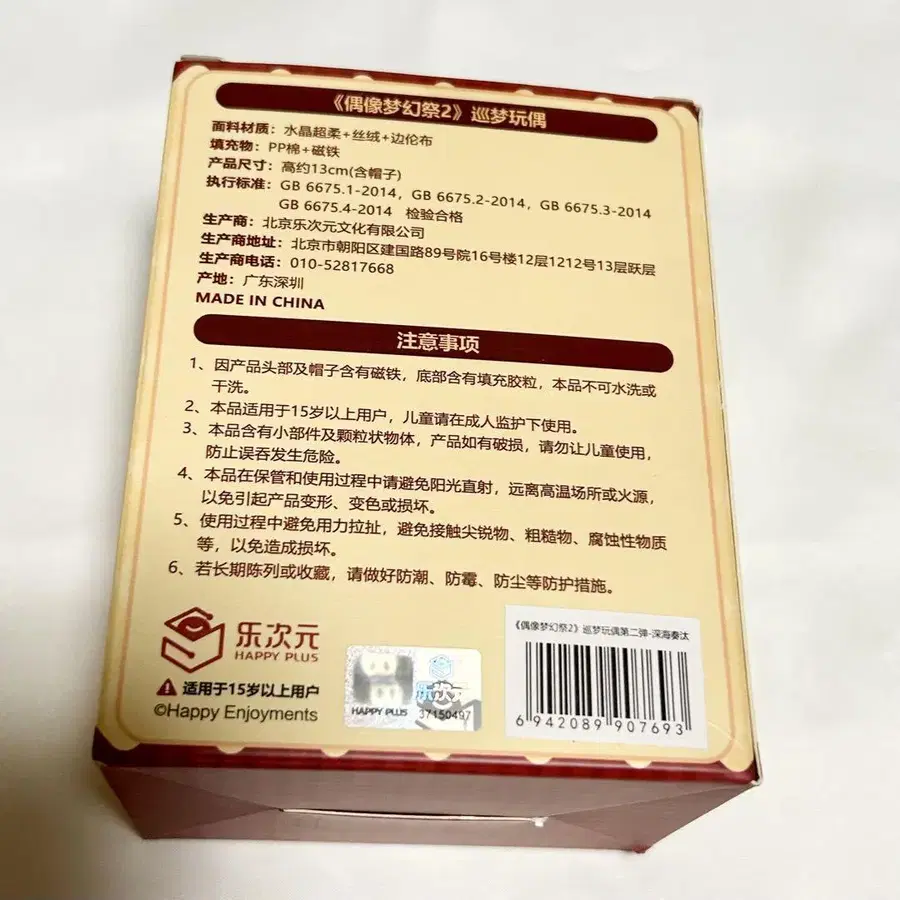 《偶像梦幻祭2》巡梦玩偶
面料材质：水晶超柔+丝绒+边伦布
填充物：PP棉+磁铁
产品尺寸：高约13cm(含帽子)
执行标准：GB 6675.1-2014，GB 6675.2-2014，GB 6675.3-2014
GB 6675.4-2014 检验合格
生产商：北京乐次元文化有限公司
生产商地址：北京市朝阳区建国路89号院16号楼12层1212号13层跃层
生产商电话：010-52817668
产地：广东深圳
MADE IN CHINA
注意事项
1、因产品头部及帽子含有磁铁，底部含有填充胶粒，本品不可水洗或
干洗。
2、本品适用于15岁以上用户，儿童请在成人监护下使用。
3、本品含有小部件及颗粒状物体，产品如有破损，请勿让儿童使用，
防止误吞发生危险。
4、本品在保管和使用过程中请避免阳光直射，远离高温场所或火源，
以免引起产品变形、变色或损坏。
5、使用过程中避免用力拉扯，避免接触尖锐物、粗糙物、腐蚀性物质
等，以免造成损坏。
6、若长期陈列或收藏，请做好防潮、防霉、防尘等防护措施。
乐次元
HAPPY PLUS
适用于15岁以上用户
©Happy Enjoyments
乐次元
HAPPY PLUS 37150497
《偶像梦幻祭2》巡梦玩偶第二弹-深海奏汰
6 942089 907693